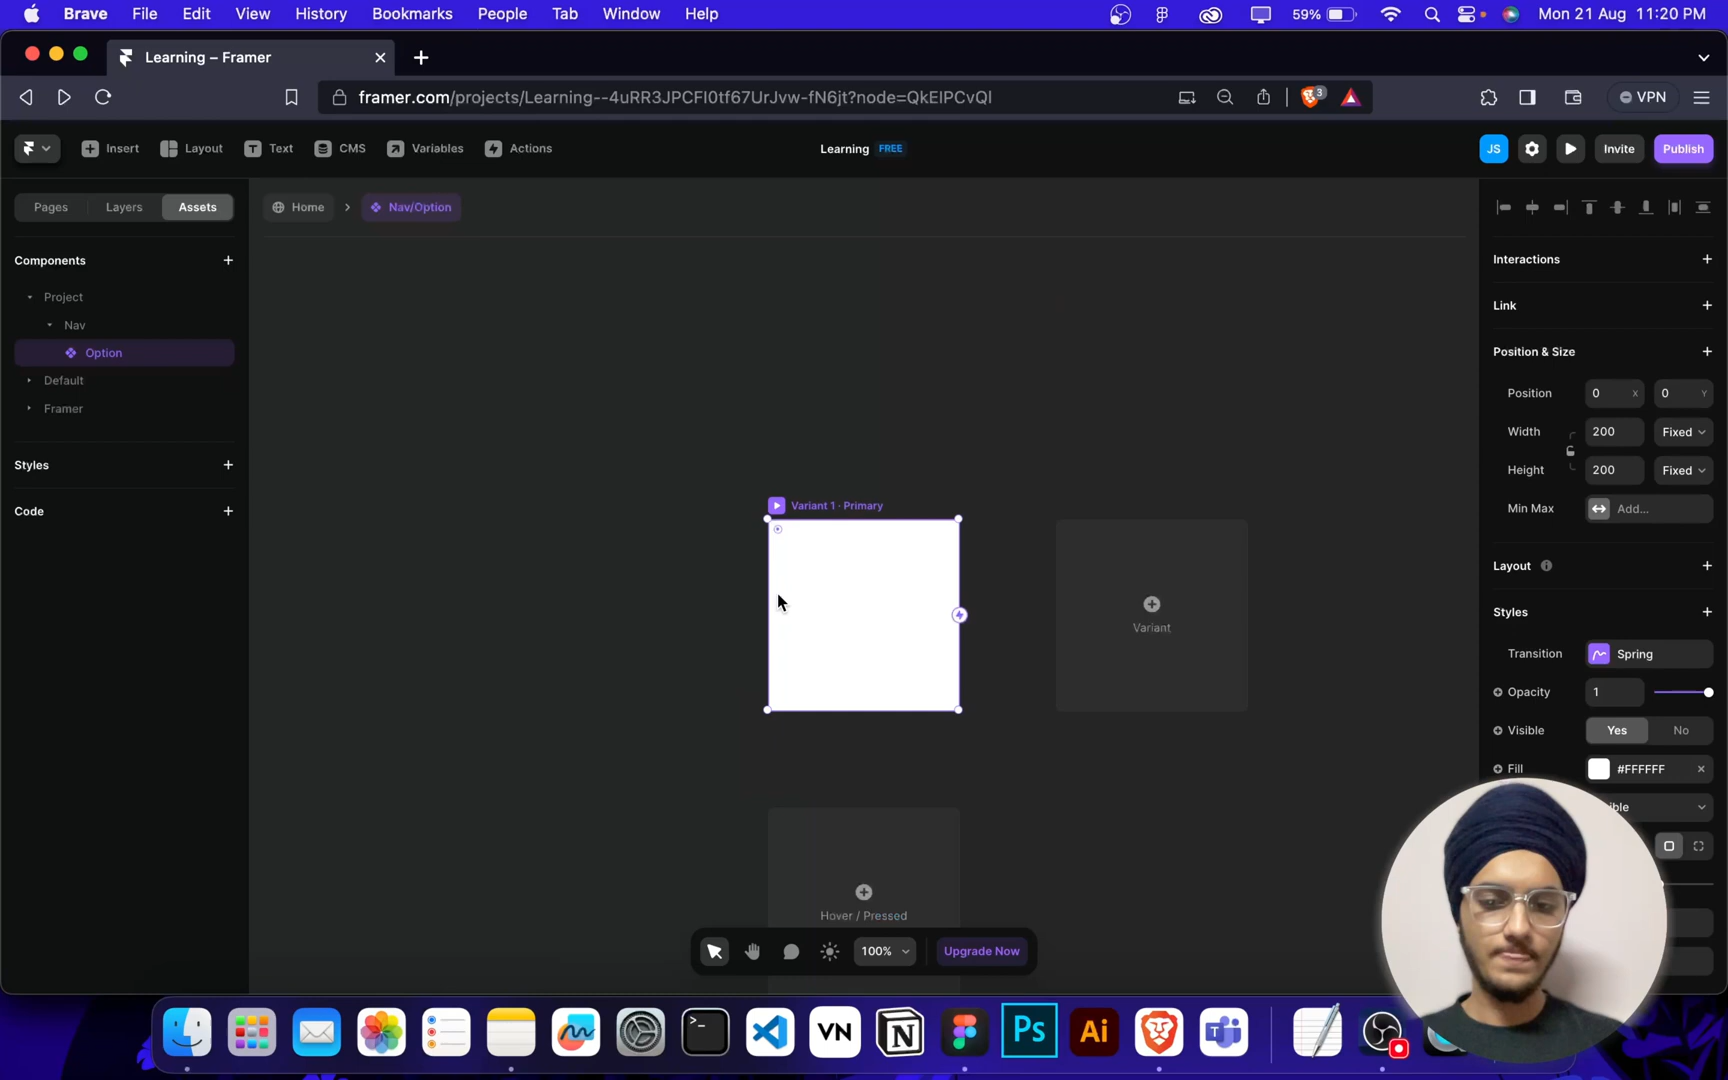 Brave File Edit View History Bookmarks People Tab Window Help 59% Mon 21 Aug 11:20 PM
Learning – Framer
framer.com/projects/Learning--4uRR3JPCFI0tf67UrJvw-fN6jt?node=QkEIPCvQI 3 VPN
Insert Layout Text CMS Variables Actions Learning FREE JS Invite Publish
Pages Layers Assets Home Nav/Option
Components
Interactions
Project
Link
Nav
Option
Position & Size
Default
Position 0 X 0 Y
Framer
Width 200 Fixed
Styles
Height 200 Fixed
Variant 1 · Primary
Min Max Add...
Code
Layout
Styles
Variant
Transition Spring
Opacity 1
Visible Yes No
Fill #FFFFFF
Hover / Pressed
100% Upgrade Now
VN Ps Ai